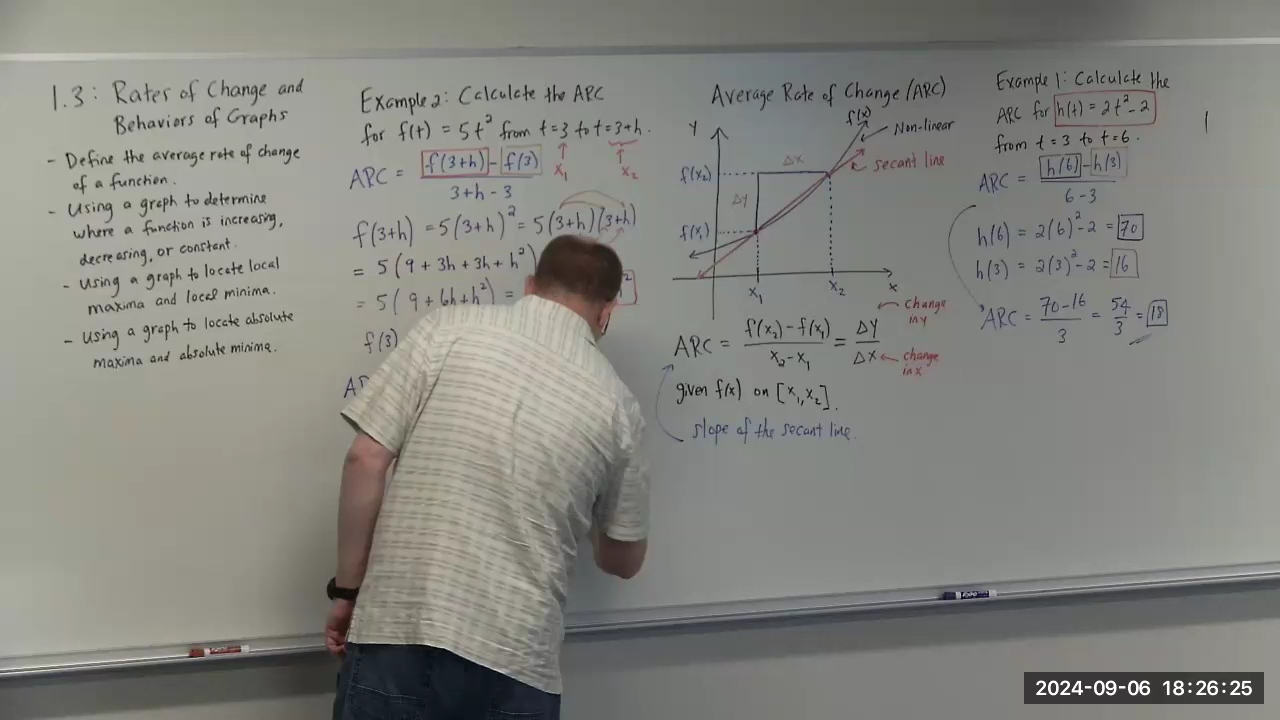 1.3: Rates of Change and
Behaviors of Graphs
- Define the average rate of change
of a function.
- Using a graph to determine
where a function is increasing,
decreasing, or constant.
- Using a graph to locate local
maxima and local minima.
- Using a graph to locate absolute
maxima and absolute minima.
Example 2: Calculate the ARC
for f(t) = 5t² from t=3 to t=3+h.
ARC = f(3+h) - f(3) / 3+h-3
x₁ x₂
f(3+h) = 5(3+h)² = 5(3+h)(3+h)
= 5(9+3h+3h+h²)
= 5(9+6h+h²) =
f(3)
Average Rate of Change (ARC)
Y
f(x)
Non-linear
secant line
Δx
f(x₂)
Δy
f(x₁)
x₁ x₂ x
change
in y
ARC = f(x₂)-f(x₁) / x₂-x₁ = Δy / Δx
change
in x
given f(x) on [x₁,x₂].
slope of the secant line.
Example 1: Calculate the
ARC for h(t) = 2t²-2
from t=3 to t=6.
ARC = h(6)-h(3) / 6-3
h(6) = 2(6)²-2 = 70
h(3) = 2(3)²-2 = 16
ARC = 70-16 / 3 = 54 / 3 = 18
EXPO
2024-09-06 18:26:25